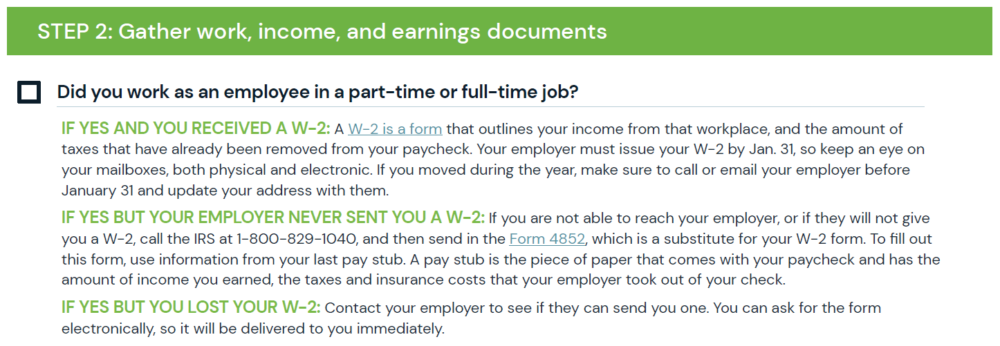 STEP 2: Gather work, income, and earnings documents
Did you work as an employee in a part-time or full-time job?
IF YES AND YOU RECEIVED A W-2: A W-2 is a form that outlines your income from that workplace, and the amount of
taxes that have already been removed from your paycheck. Your employer must issue your W-2 by Jan. 31, so keep an eye on
your mailboxes, both physical and electronic. If you moved during the year, make sure to call or email your employer before
January 31 and update your address with them.
IF YES BUT YOUR EMPLOYER NEVER SENT YOU A W-2: If you are not able to reach your employer, or if they will not give
you a W-2, call the IRS at 1-800-829-1040, and then send in the Form 4852, which is a substitute for your W-2 form. To fill out
this form, use information from your last pay stub. A pay stub is the piece of paper that comes with your paycheck and has the
amount of income you earned, the taxes and insurance costs that your employer took out of your check.
IF YES BUT YOU LOST YOUR W-2: Contact your employer to see if they can send you one. You can ask for the form
electronically, so it will be delivered to you immediately.